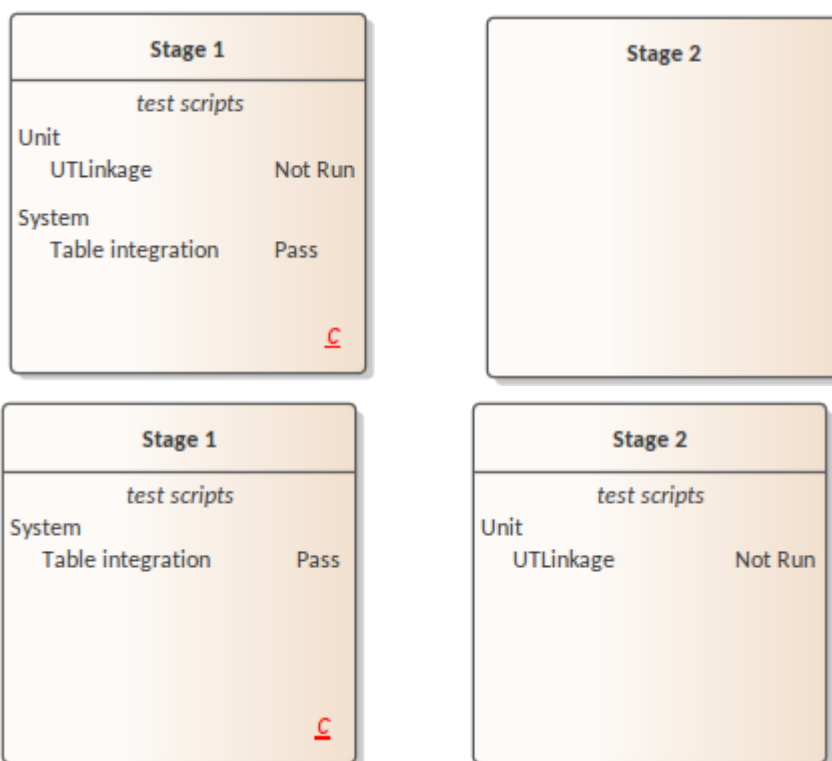 Stage 1
test scripts
Unit
UTLinkage Not Run
System
Table integration Pass
C
Stage 2
Stage 1
test scripts
System
Table integration Pass
C
Stage 2
test scripts
Unit
UTLinkage Not Run